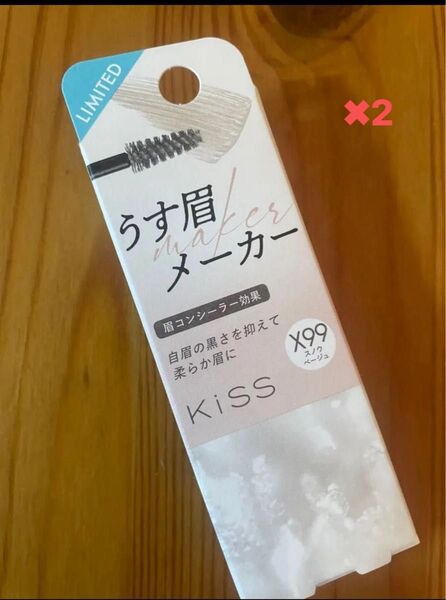 LIMITED
✖2
うす眉
maker
メーカー
眉コンシーラー効果
自眉の黒さを抑えて
柔らか眉に
X99
スノウ
ベージュ
KiSS